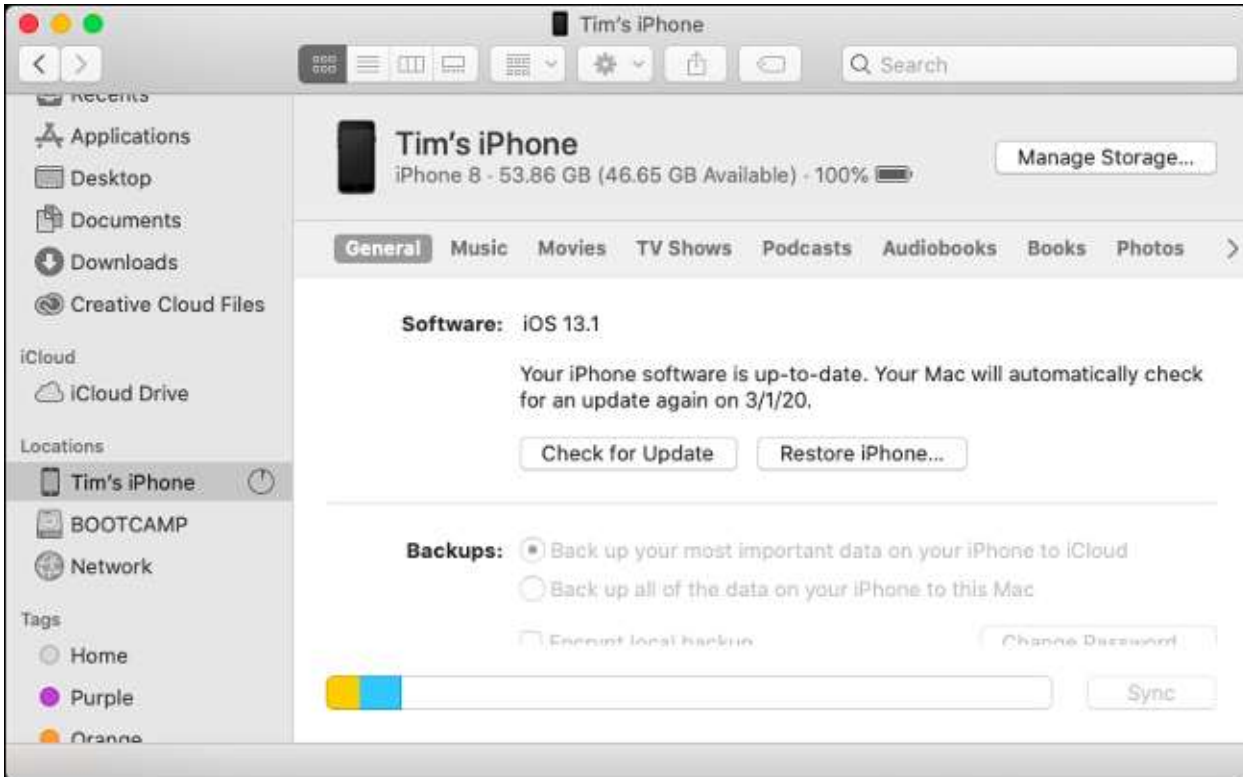 Tim's iPhone
Search
Recents
Applications
Desktop
Documents
Downloads
Creative Cloud Files
iCloud
iCloud Drive
Locations
Tim's iPhone
BOOTCAMP
Network
Tags
Home
Purple
Orange
Tim's iPhone
iPhone 8 - 53.86 GB (46.65 GB Available) - 100%
Manage Storage...
General Music Movies TV Shows Podcasts Audiobooks Books Photos
Software: iOS 13.1
Your iPhone software is up-to-date. Your Mac will automatically check
for an update again on 3/1/20.
Check for Update Restore iPhone...
Backups: Back up your most important data on your iPhone to iCloud
Back up all of the data on your iPhone to this Mac
Encrypt local backup Change Password...
Sync